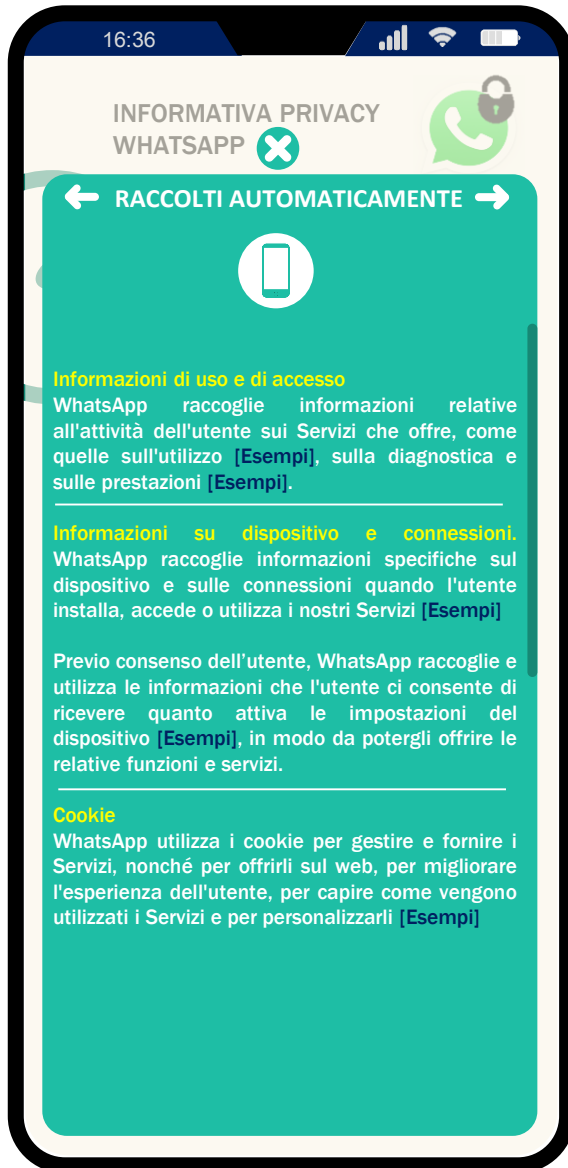 16:36
INFORMATIVA PRIVACY
WHATSAPP
RACCOLTI AUTOMATICAMENTE
Informazioni di uso e di accesso
WhatsApp raccoglie informazioni relative
all'attività dell'utente sui Servizi che offre, come
quelle sull'utilizzo [Esempi], sulla diagnostica e
sulle prestazioni [Esempi].
Informazioni su dispositivo e connessioni.
WhatsApp raccoglie informazioni specifiche sul
dispositivo e sulle connessioni quando l'utente
installa, accede o utilizza i nostri Servizi [Esempi]
Previo consenso dell’utente, WhatsApp raccoglie e
utilizza le informazioni che l'utente ci consente di
ricevere quanto attiva le impostazioni del
dispositivo [Esempi], in modo da potergli offrire le
relative funzioni e servizi.
Cookie
WhatsApp utilizza i cookie per gestire e fornire i
Servizi, nonché per offrirli sul web, per migliorare
l'esperienza dell'utente, per capire come vengono
utilizzati i Servizi e per personalizzarli [Esempi]